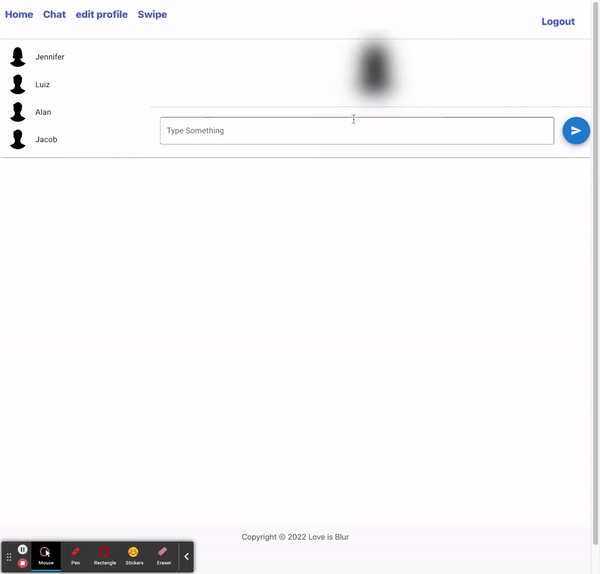 Home Chat edit profile Swipe
Logout
Jennifer
Luiz
Alan
Jacob
Type Something
Copyright © 2022 Love is Blur
Mouse Pen Rectangle Stickers Eraser